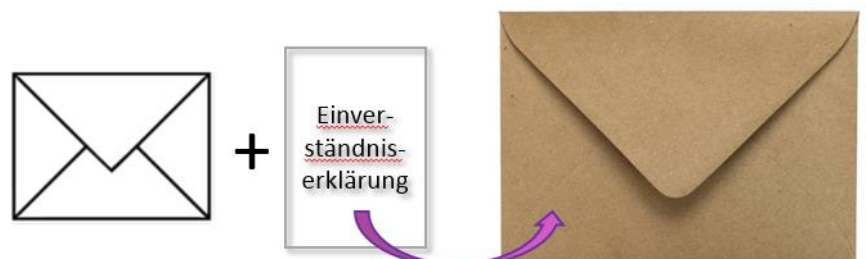 +
Einver-
ständnis-
erklärung